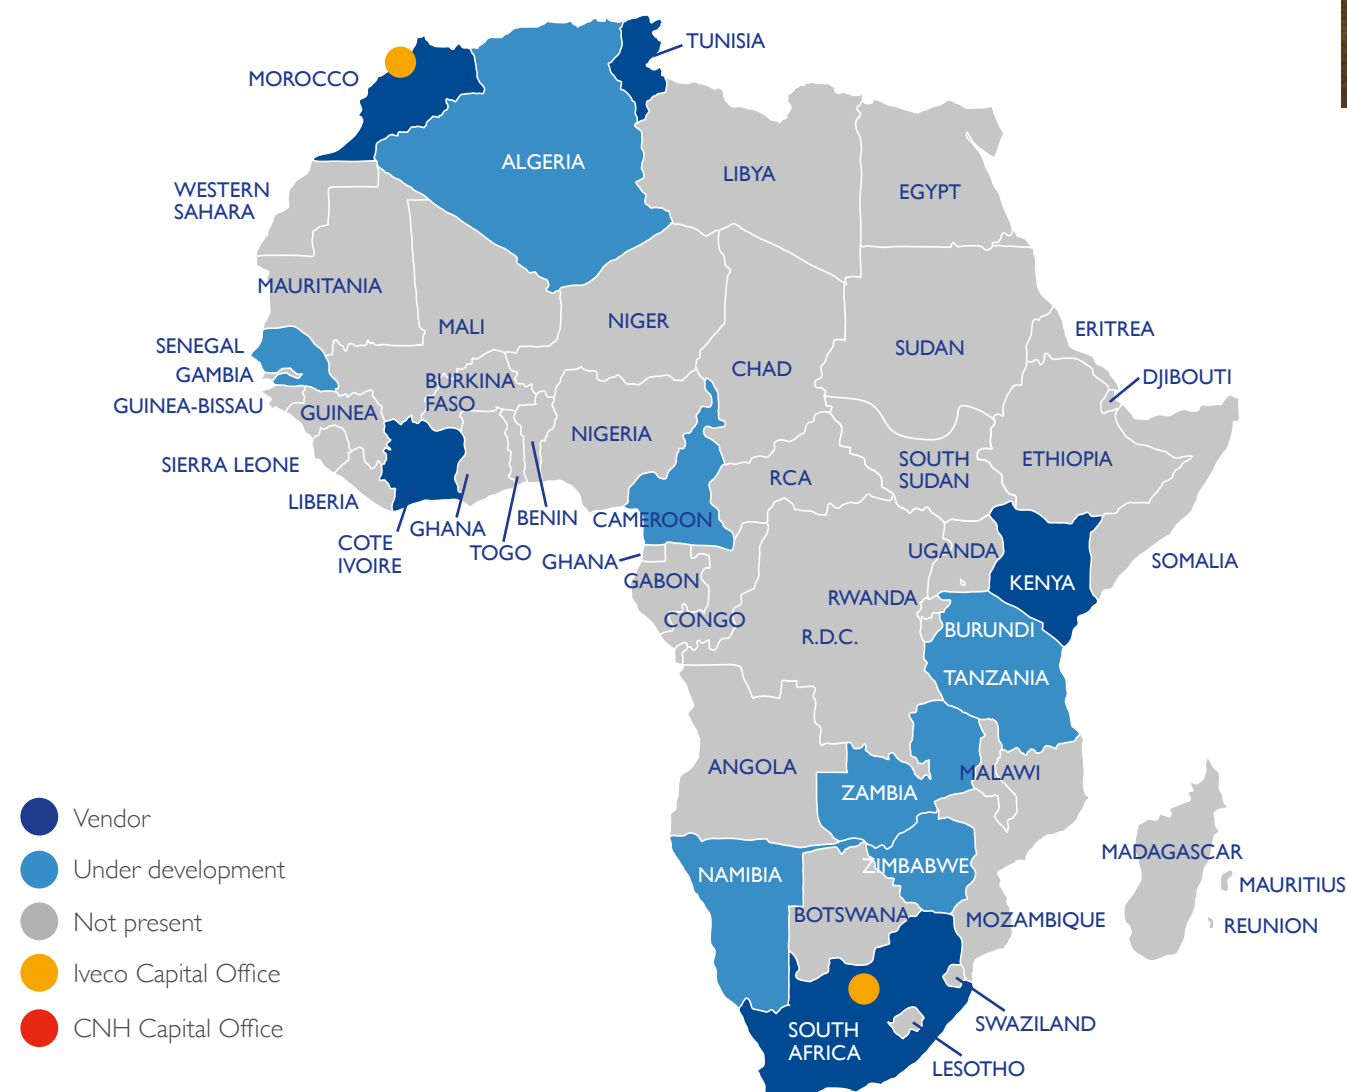 TUNISIA
MOROCCO
ALGERIA
LIBYA
EGYPT
WESTERN
SAHARA
MAURITANIA
MALI
NIGER
SUDAN
ERITREA
SENEGAL
GAMBIA
GUINEA-BISSAU
BURKINA
FASO
CHAD
DJIBOUTI
GUINEA
NIGERIA
SIERRA LEONE
RCA
SOUTH
SUDAN
ETHIOPIA
LIBERIA
COTE
IVOIRE
GHANA
TOGO
BENIN
CAMEROON
GHANA
GABON
CONGO
UGANDA
KENYA
SOMALIA
RWANDA
R.D.C.
BURUNDI
TANZANIA
ANGOLA
MALAWI
ZAMBIA
NAMIBIA
ZIMBABWE
MADAGASCAR
MAURITIUS
BOTSWANA
MOZAMBIQUE
REUNION
SOUTH
AFRICA
SWAZILAND
LESOTHO
Vendor
Under development
Not present
Iveco Capital Office
CNH Capital Office